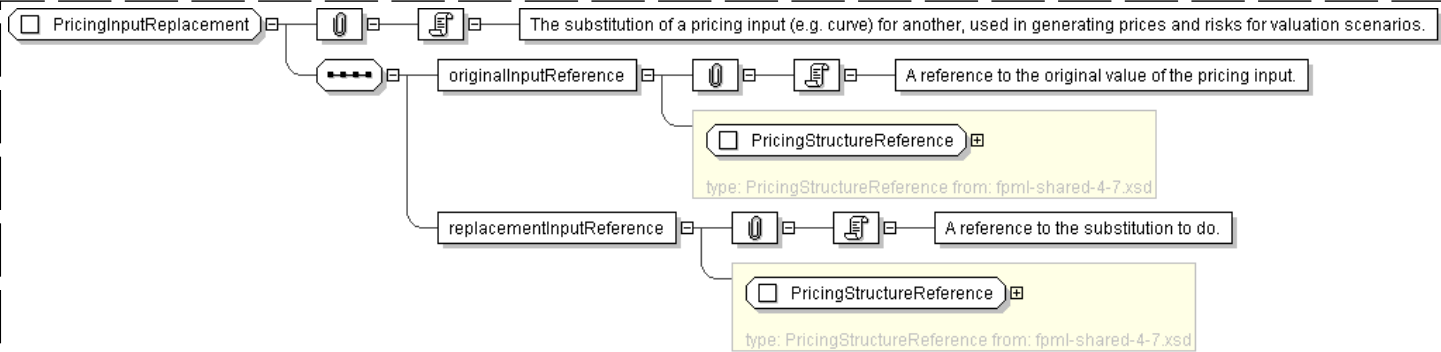 PricingInputReplacement
The substitution of a pricing input (e.g. curve) for another, used in generating prices and risks for valuation scenarios.
originalInputReference
A reference to the original value of the pricing input.
PricingStructureReference
type: PricingStructureReference from: fpml-shared-4-7.xsd
replacementInputReference
A reference to the substitution to do.
PricingStructureReference
type: PricingStructureReference from: fpml-shared-4-7.xsd